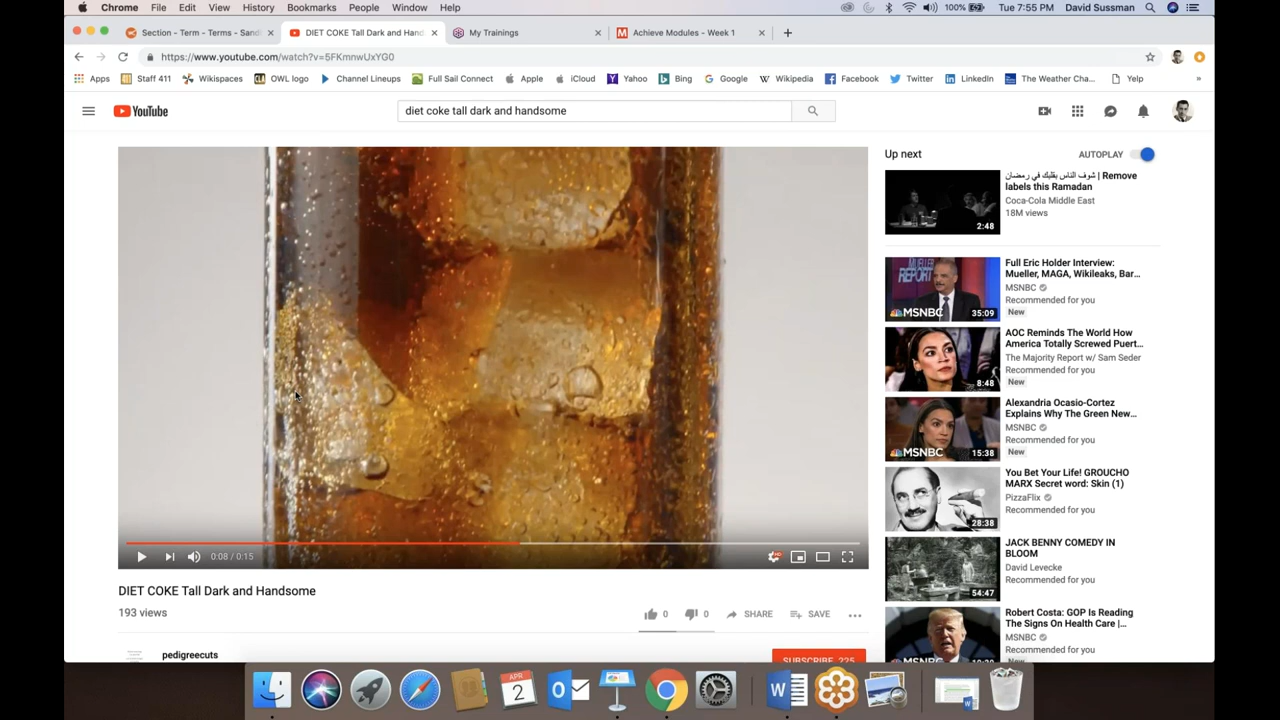 Chrome File Edit View History Bookmarks People Window Help 100% Tue 7:55 PM David Sussman
Section - Term - Terms - Sand DIET COKE Tall Dark and Hand My Trainings Achieve Modules - Week 1
https://www.youtube.com/watch?v=5FKmnwUxYG0
Apps Staff 411 Wikispaces OWL logo Channel Lineups Full Sail Connect Apple iCloud Yahoo Bing Google Wikipedia Facebook Twitter LinkedIn The Weather Cha... Yelp »
YouTube diet coke tall dark and handsome
Up next AUTOPLAY
شوف الناس بقلبك في رمضان | Remove
labels this Ramadan
Coca-Cola Middle East
18M views
2:48
Full Eric Holder Interview:
Mueller, MAGA, Wikileaks, Bar...
MSNBC
Recommended for you
New
MUELLER
REPORT
MSNBC
35:09
AOC Reminds The World How
America Totally Screwed Puert...
The Majority Report w/ Sam Seder
Recommended for you
New
8:48
Alexandria Ocasio-Cortez
Explains Why The Green New...
MSNBC
Recommended for you
New
MSNBC
15:38
You Bet Your Life! GROUCHO
MARX Secret word: Skin (1)
PizzaFlix
Recommended for you
28:38
JACK BENNY COMEDY IN
BLOOM
David Levecke
Recommended for you
54:47
Robert Costa: GOP Is Reading
The Signs On Health Care |...
MSNBC
Recommended for you
New
MSNBC
0:08 / 0:15
HD
DIET COKE Tall Dark and Handsome
193 views
0 0 SHARE SAVE
pedigreecuts
SUBSCRIBE 225
APR
2